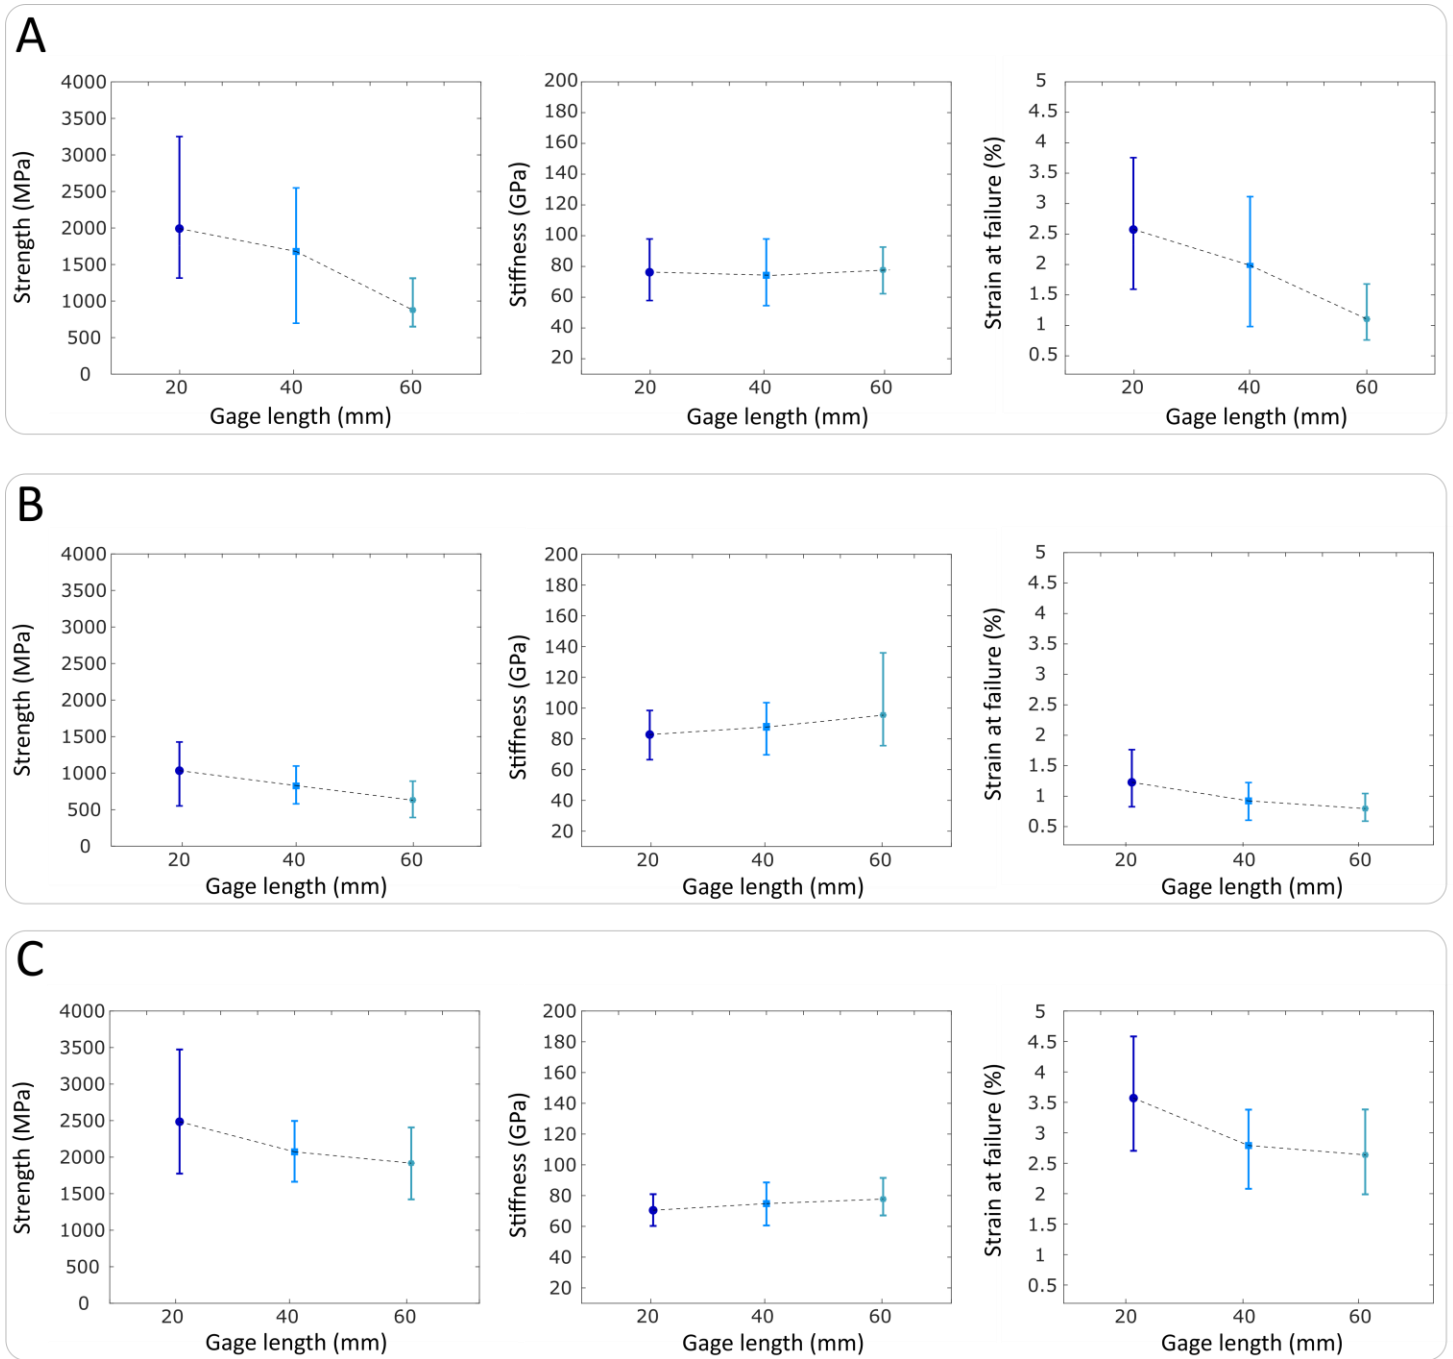 A
Strength (MPa)
4000
3500
3000
2500
2000
1500
1000
500
0
20 40 60
Gage length (mm)
Stiffness (GPa)
200
180
160
140
120
100
80
60
40
20
20 40 60
Gage length (mm)
Strain at failure (%)
5
4.5
4
3.5
3
2.5
2
1.5
1
0.5
20 40 60
Gage length (mm)
B
Strength (MPa)
4000
3500
3000
2500
2000
1500
1000
500
0
20 40 60
Gage length (mm)
Stiffness (GPa)
200
180
160
140
120
100
80
60
40
20
20 40 60
Gage length (mm)
Strain at failure (%)
5
4.5
4
3.5
3
2.5
2
1.5
1
0.5
20 40 60
Gage length (mm)
C
Strength (MPa)
4000
3500
3000
2500
2000
1500
1000
500
0
20 40 60
Gage length (mm)
Stiffness (GPa)
200
180
160
140
120
100
80
60
40
20
20 40 60
Gage length (mm)
Strain at failure (%)
5
4.5
4
3.5
3
2.5
2
1.5
1
0.5
20 40 60
Gage length (mm)